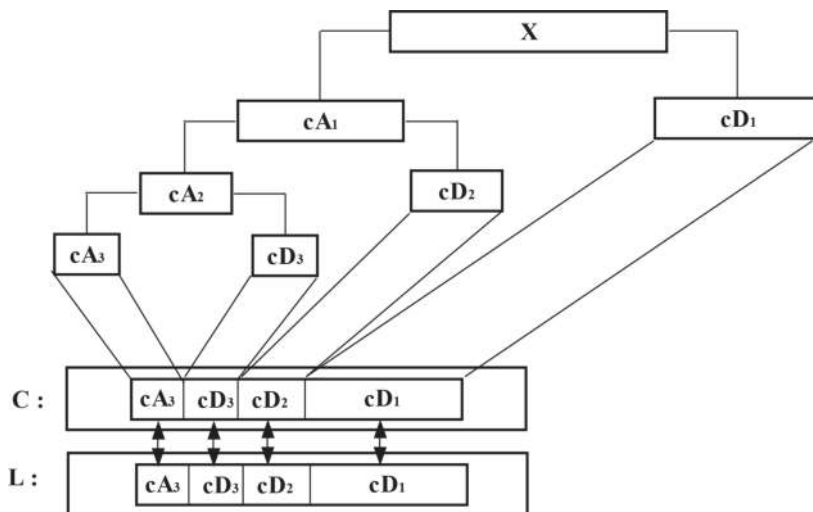 X
cA₁ cD₁
cA₂ cD₂
cA₃ cD₃
C : cA₃ cD₃ cD₂ cD₁
L : cA₃ cD₃ cD₂ cD₁